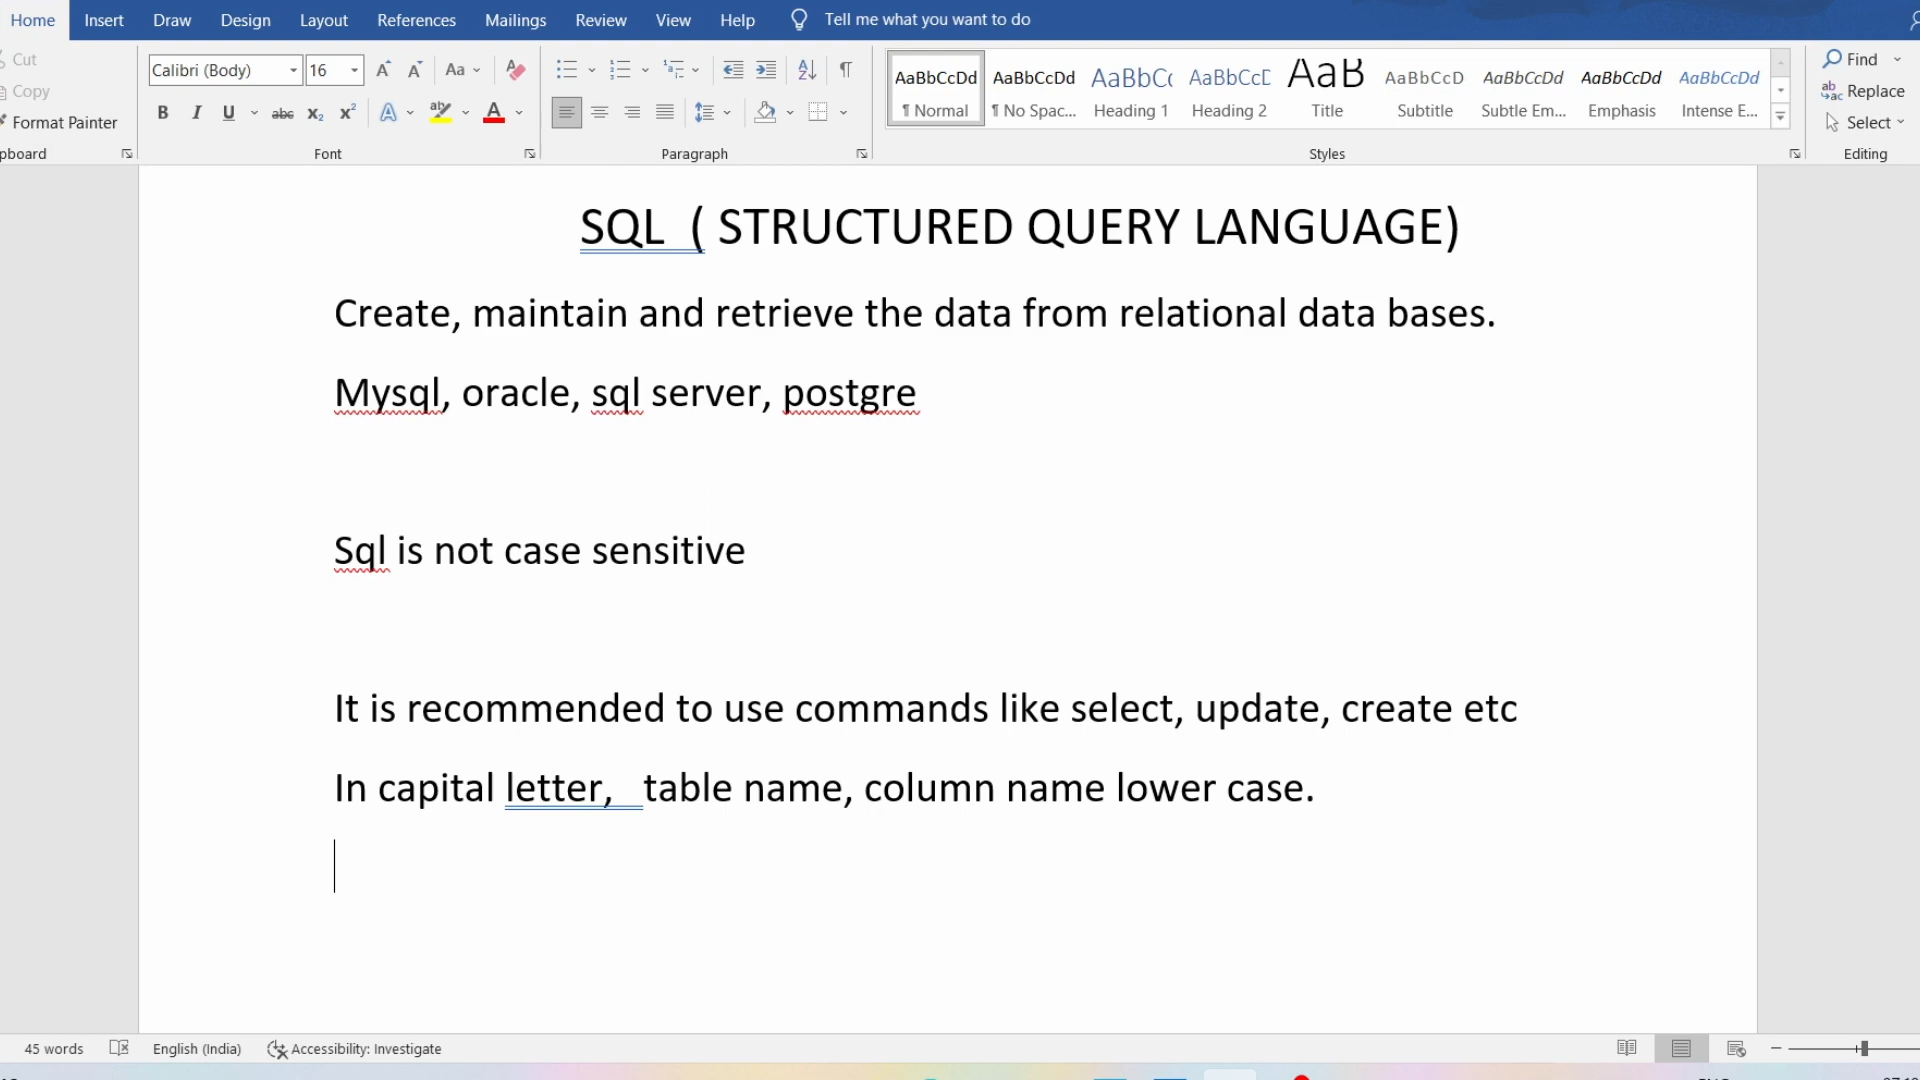 Home Insert Draw Design Layout References Mailings Review View Help Tell me what you want to do
Cut
Copy
Format Painter
Calibri (Body) 16
Aa
B I U abc x₂ x² A ab A
AaBbCcDd AaBbCcDd AaBbCc AaBbCcD AaB AaBbCcD AaBbCcDd AaBbCcDd AaBbCcDd
¶ Normal ¶ No Spac... Heading 1 Heading 2 Title Subtitle Subtle Em... Emphasis Intense E...
Find
Replace
Select
pboard Font Paragraph Styles Editing
SQL ( STRUCTURED QUERY LANGUAGE)
Create, maintain and retrieve the data from relational data bases.
Mysql, oracle, sql server, postgre
Sql is not case sensitive
It is recommended to use commands like select, update, create etc
In capital letter, table name, column name lower case.
45 words English (India) Accessibility: Investigate